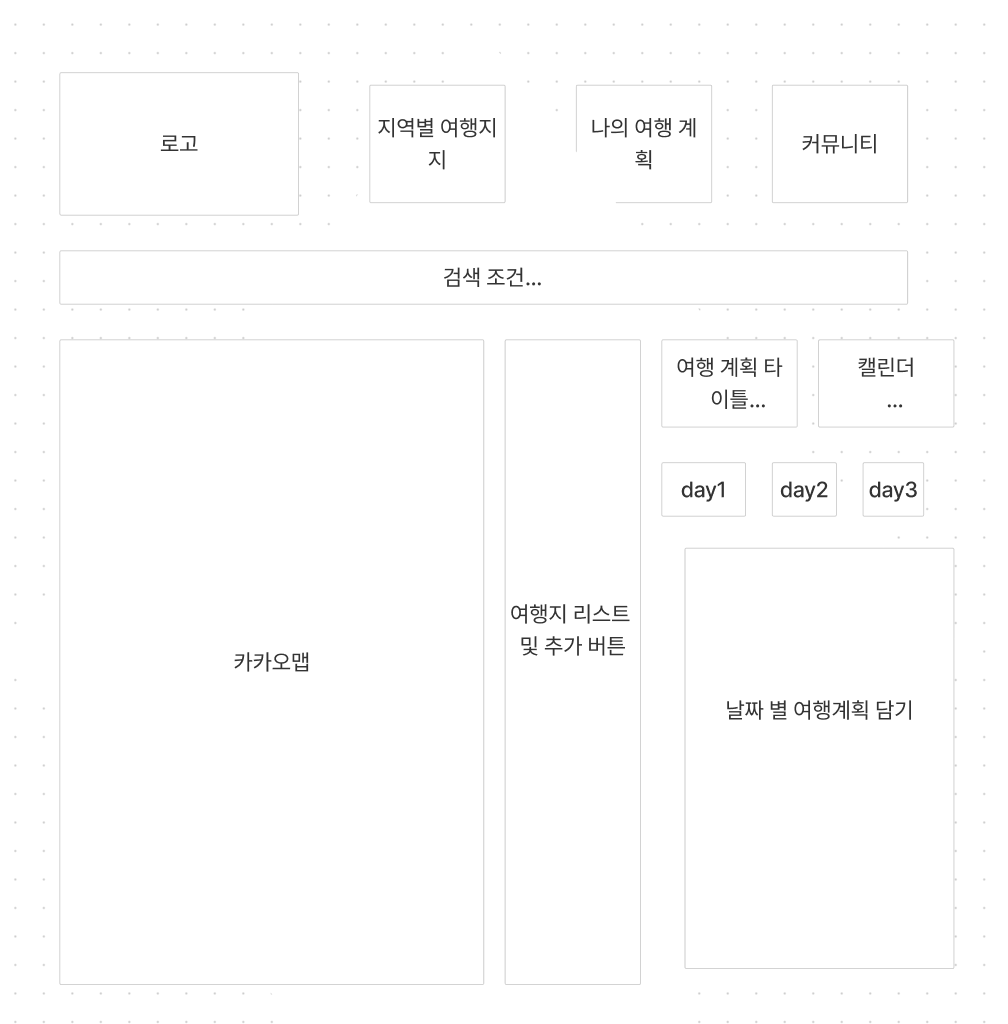 로고
지역별 여행지
지
나의 여행 계
획
커뮤니티
검색 조건...
여행 계획 타
이틀...
캘린더
...
day1
day2
day3
카카오맵
여행지 리스트
및 추가 버튼
날짜 별 여행계획 담기